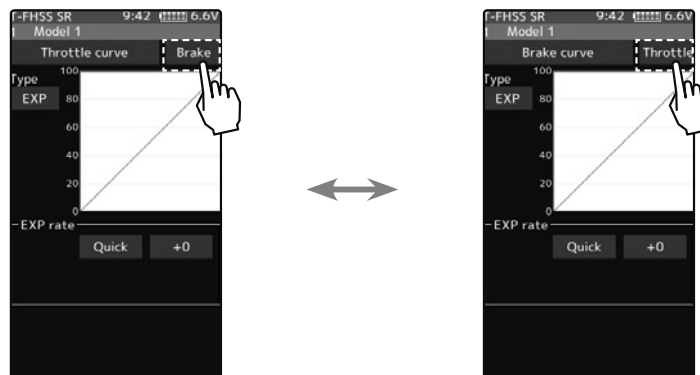 T-FHSS SR 9:42 6.6V
Model 1
Throttle curve Brake
Type
EXP
100
80
60
40
20
0
EXP rate
Quick +0
T-FHSS SR 9:42 6.6V
Model 1
Brake curve Throttle
Type
EXP
100
80
60
40
20
0
EXP rate
Quick +0